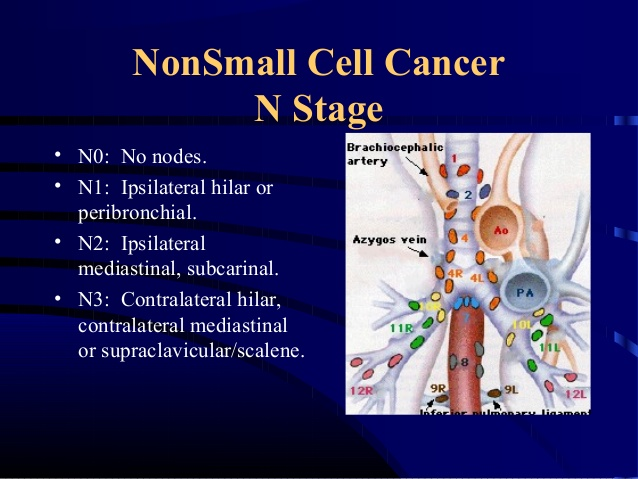 NonSmall Cell Cancer
N Stage
• N0: No nodes.
• N1: Ipsilateral hilar or
peribronchial.
• N2: Ipsilateral
mediastinal, subcarinal.
• N3: Contralateral hilar,
contralateral mediastinal
or supraclavicular/scalene.
Brachiocephalic
artery
1
2
Ao
Azygos vein
4
4R
4L
PA
10R
7
10L
11R
11L
8
12R
9R
9L
12L
Inferior pulmonary ligament